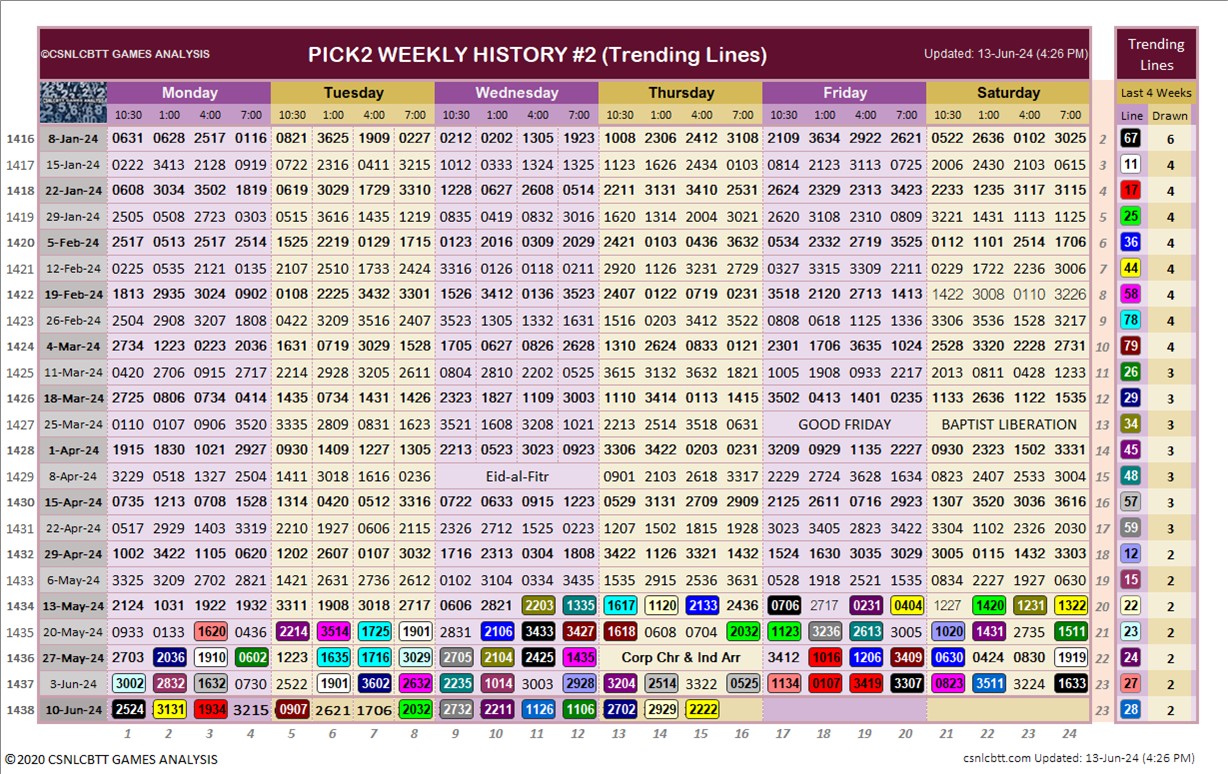 ©CSNLCBTT GAMES ANALYSIS PICK2 WEEKLY HISTORY #2 (Trending Lines) Updated: 13-Jun-24 (4:26 PM) Trending Lines
Monday Tuesday Wednesday Thursday Friday Saturday Last 4 Weeks
10:30 1:00 4:00 7:00 10:30 1:00 4:00 7:00 10:30 1:00 4:00 7:00 10:30 1:00 4:00 7:00 10:30 1:00 4:00 7:00 10:30 1:00 4:00 7:00 Line Drawn
1416 8-Jan-24 0631 0628 2517 0116 0821 3625 1909 0227 0212 0202 1305 1923 1008 2306 2412 3108 2109 3634 2922 2621 0522 2636 0102 3025 2 67 6
1417 15-Jan-24 0222 3413 2128 0919 0722 2316 0411 3215 1012 0333 1324 1325 1123 1626 2434 0103 0814 2123 3113 0725 2006 2430 2103 0615 3 11 4
1418 22-Jan-24 0608 3034 3502 1819 0619 3029 1729 3310 1228 0627 2608 0514 2211 3131 3410 2531 2624 2329 2313 3423 2233 1235 3117 3115 4 17 4
1419 29-Jan-24 2505 0508 2723 0303 0515 3616 1435 1219 0835 0419 0832 3016 1620 1314 2004 3021 2620 3108 2310 0809 3221 1431 1113 1125 5 25 4
1420 5-Feb-24 2517 0513 2517 2514 1525 2219 0129 1715 0123 2016 0309 2029 2421 0103 0436 3632 0534 2332 2719 3525 0112 1101 2514 1706 6 36 4
1421 12-Feb-24 0225 0535 2121 0135 2107 2510 1733 2424 3316 0126 0118 0211 2920 1126 3231 2729 0327 3315 3309 2211 0229 1722 2236 3006 7 44 4
1422 19-Feb-24 1813 2935 3024 0902 0108 2225 3432 3301 1526 3412 0136 3523 2407 0122 0719 0231 3518 2120 2713 1413 1422 3008 0110 3226 8 58 4
1423 26-Feb-24 2504 2908 3207 1808 0422 3209 3516 2407 3523 1305 1332 1631 1516 0203 3412 3522 0808 0618 1125 1336 3306 3536 1528 3217 9 78 4
1424 4-Mar-24 2734 1223 0223 2036 1631 0719 3029 1528 1705 0627 0826 2628 1310 2624 0833 0121 2301 1706 3635 1024 2528 3320 2228 2731 10 79 4
1425 11-Mar-24 0420 2706 0915 2717 2214 2928 3205 2611 0804 2810 2202 0525 3615 3132 3632 1821 1005 1908 0933 2217 2013 0811 0428 1233 11 26 3
1426 18-Mar-24 2725 0806 0734 0414 1435 0734 1431 1426 2323 1827 1109 3003 1110 3414 0113 1415 3502 0413 1401 0235 1133 2636 1122 1535 12 29 3
1427 25-Mar-24 0110 0107 0906 3520 3335 2809 0831 1623 3521 1608 3208 1021 2213 2514 3518 0631 GOOD FRIDAY BAPTIST LIBERATION 13 34 3
1428 1-Apr-24 1915 1830 1021 2927 0930 1409 1227 1305 2213 0523 3023 0923 3306 3422 0203 0231 3209 0929 1135 2227 0930 2323 1502 3331 14 45 3
1429 8-Apr-24 3229 0518 1327 2504 1411 3018 1616 0236 Eid-al-Fitr 0901 2103 2618 3317 2229 2724 3628 1634 0823 2407 2533 3004 15 48 3
1430 15-Apr-24 0735 1213 0708 1528 1314 0420 0512 3316 0722 0633 0915 1223 0529 3131 2709 2909 2125 2611 0716 2923 1307 3520 3036 3616 16 57 3
1431 22-Apr-24 0517 2929 1403 3319 2210 1927 0606 2115 2326 2712 1525 0223 1207 1502 1815 1928 3023 3405 2823 3422 3304 1102 2326 2030 17 59 3
1432 29-Apr-24 1002 3422 1105 0620 1202 2607 0107 3032 1716 2313 0304 1808 3422 1126 3321 1432 1524 1630 3035 3029 3005 0115 1432 3303 18 12 2
1433 6-May-24 3325 3209 2702 2821 1421 2631 2736 2612 0102 3104 0334 3435 1535 2915 2536 3631 0528 1918 2521 1535 0834 2227 1927 0630 19 15 2
1434 13-May-24 2124 1031 1922 1932 3311 1908 3018 2717 0606 2821 2203 1335 1617 1120 2133 2436 0706 2717 0231 0404 1227 1420 1231 1322 20 22 2
1435 20-May-24 0933 0133 1620 0436 2214 3514 1725 1901 2831 2106 3433 3427 1618 0608 0704 2032 1123 3236 2613 3005 1020 1431 2735 1511 21 23 2
1436 27-May-24 2703 2036 1910 0602 1223 1635 1716 3029 2705 2104 2425 1435 Corp Chr & Ind Arr 3412 1016 1206 3409 0630 0424 0830 1919 22 24 2
1437 3-Jun-24 3002 2832 1632 0730 2522 1901 3602 2632 2235 1014 3003 2928 3204 2514 3322 0525 1134 0107 3419 3307 0823 3511 3224 1633 23 27 2
1438 10-Jun-24 2524 3131 1934 3215 0907 2621 1706 2032 2732 2211 1126 1106 2702 2929 2222 23 28 2
1 2 3 4 5 6 7 8 9 10 11 12 13 14 15 16 17 18 19 20 21 22 23 24
©2020 CSNLCBTT GAMES ANALYSIS csnlcbtt.com Updated: 13-Jun-24 (4:26 PM)